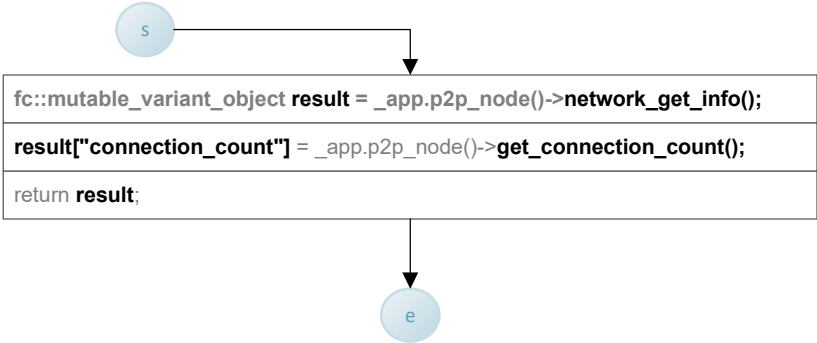 s
fc::mutable_variant_object result = _app.p2p_node()->network_get_info();
result["connection_count"] = _app.p2p_node()->get_connection_count();
return result;
e